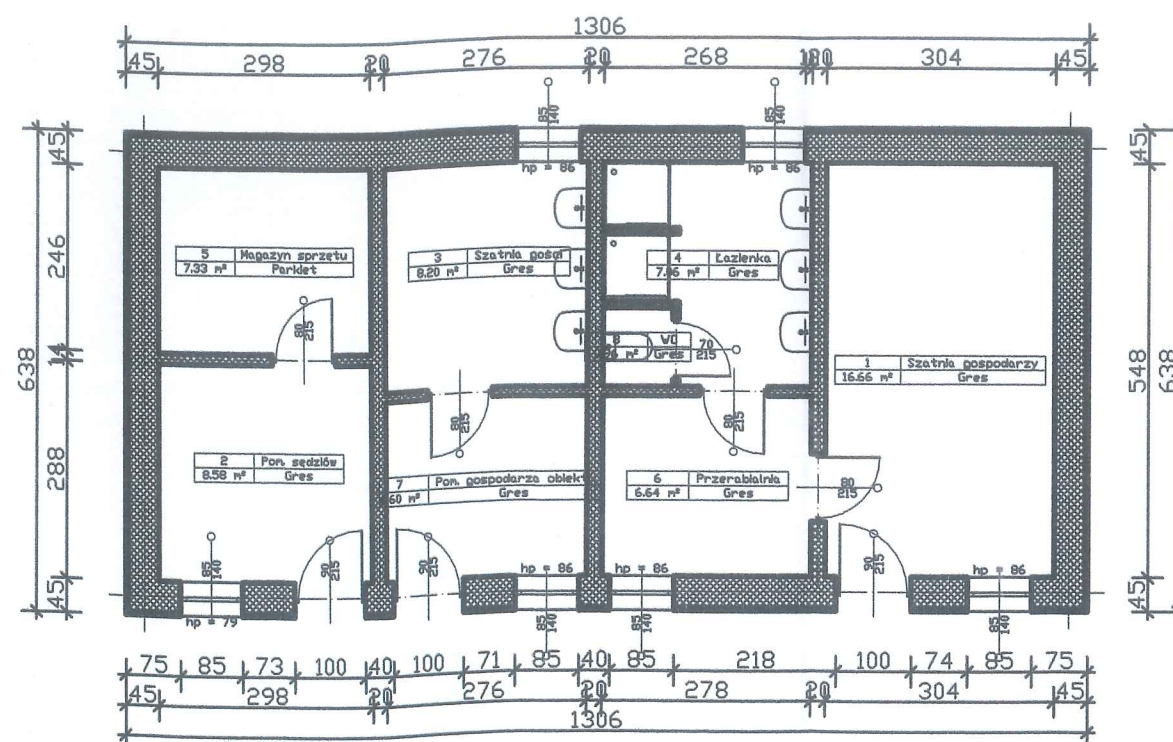 1306
45 298 20 276 20 268 304 45
85
140
85
140
hp = 86
hp = 86
638
45
246
14
288
45
45
548
45
638
5 Magazyn sprzętu
7.33 m² Parkiet
3 Szatnia gości
8.20 m² Gres
4 Łazienka
Gres
80
215
WC
Gres
70
215
1 Szatnia gospodarzy
16.66 m² Gres
80
215
80
215
2 Pom. sędziów
8.58 m² Gres
7 Pom. gospodarza obiekt
60 m² Gres
6 Przerabialnia
6.64 m² Gres
80
215
85
140
90
215
90
215
hp = 86
hp = 86
90
215
hp = 86
hp = 79
85
140
85
140
85
140
75 85 73 100 40 100 71 85 40 85 218 100 74 85 75
45 298 20 276 20 278 20 304 45
1306